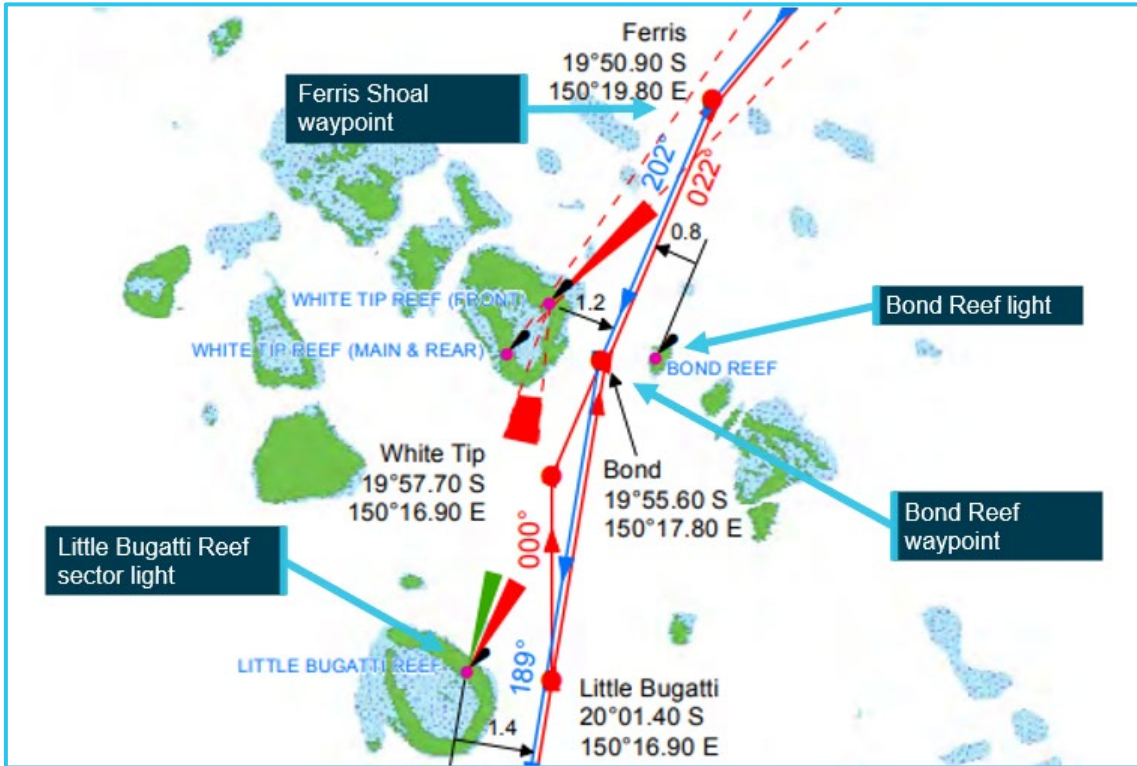 Ferris
19°50.90 S
150°19.80 E
Ferris Shoal
waypoint
202°
022°
0.8
WHITE TIP REEF (FRONT)
1.2
Bond Reef light
WHITE TIP REEF (MAIN & REAR)
BOND REEF
White Tip
19°57.70 S
150°16.90 E
Bond
19°55.60 S
150°17.80 E
Bond Reef
waypoint
Little Bugatti Reef
sector light
000°
LITTLE BUGATTI REEF
189°
1.4
Little Bugatti
20°01.40 S
150°16.90 E